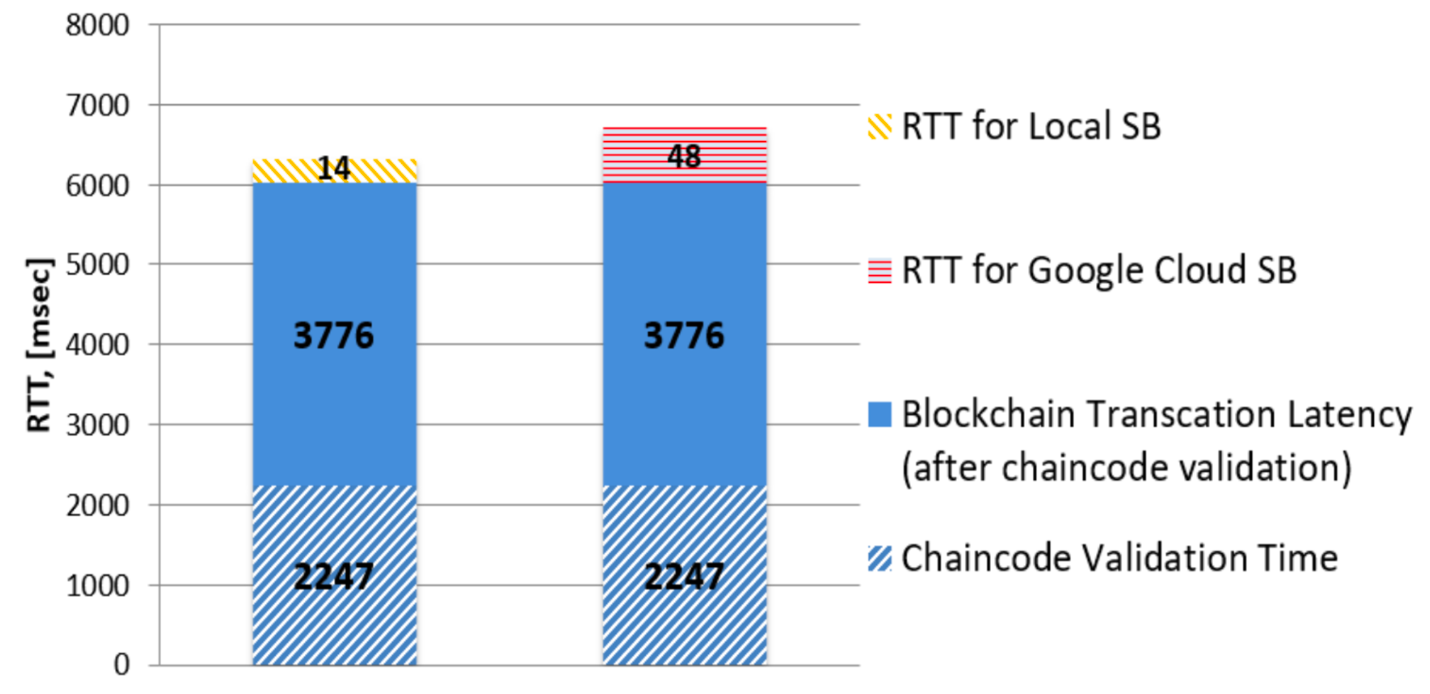 8000
7000
6000
5000
4000
3000
2000
1000
0
RTT, [msec]
14
3776
2247
48
3776
2247
RTT for Local SB
RTT for Google Cloud SB
Blockchain Transcation Latency
(after chaincode validation)
Chaincode Validation Time